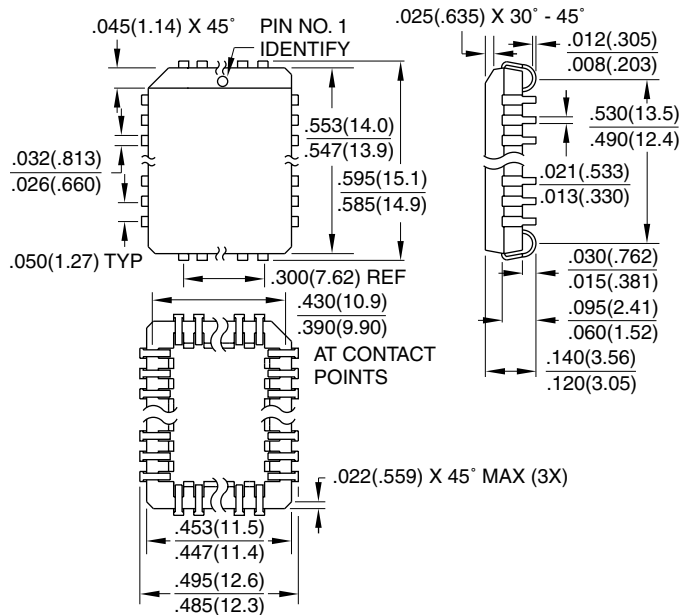 .045(1.14) X 45°
PIN NO. 1
IDENTIFY
.025(.635) X 30° - 45°
.012(.305)
.008(.203)
.553(14.0)
.547(13.9)
.595(15.1)
.585(14.9)
.032(.813)
.026(.660)
.050(1.27) TYP
.530(13.5)
.490(12.4)
.021(.533)
.013(.330)
.300(7.62) REF
.430(10.9)
.390(9.90)
AT CONTACT
POINTS
.030(.762)
.015(.381)
.095(2.41)
.060(1.52)
.140(3.56)
.120(3.05)
.022(.559) X 45° MAX (3X)
.453(11.5)
.447(11.4)
.495(12.6)
.485(12.3)